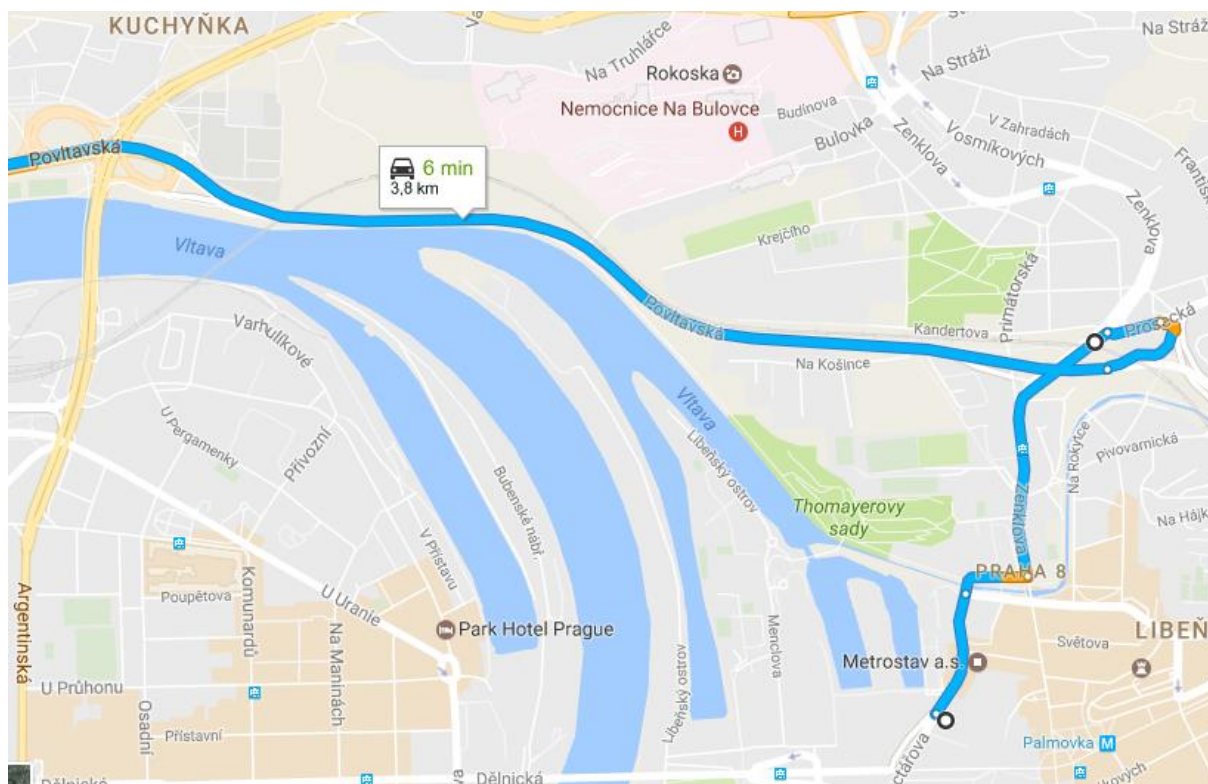 KUCHYŇKA
Na Truhlářce
Na Stráži
Na Stráži
Rokoska
Nemocnice Na Bulovce
H
Budínova
Bulovka
Zenklova
Vosmíkových
V Zahradách
Povltavská
6 min
3,8 km
Zenklova
Vltava
Krejčího
Primátorská
Povltavská
Kandertova
Prosecká
Na Košince
Varhulíkové
U Pergamenky
Přívozní
Vltava
Libeňský ostrov
Na Rokytce
Pivovarnická
Bubenské nábř.
Thomayerovy
sady
Zenklova
V Přístavu
PRAHA 8
Argentinská
Poupětova
Komunardů
Na Maninách
U Uranie
Park Hotel Prague
Menclova
Světova
LIBEŇ
Metrostav a.s.
U Průhonu
Osadní
Přístavní
Libeňský ostrov
Palmovka M
Dělnická
Dělnická